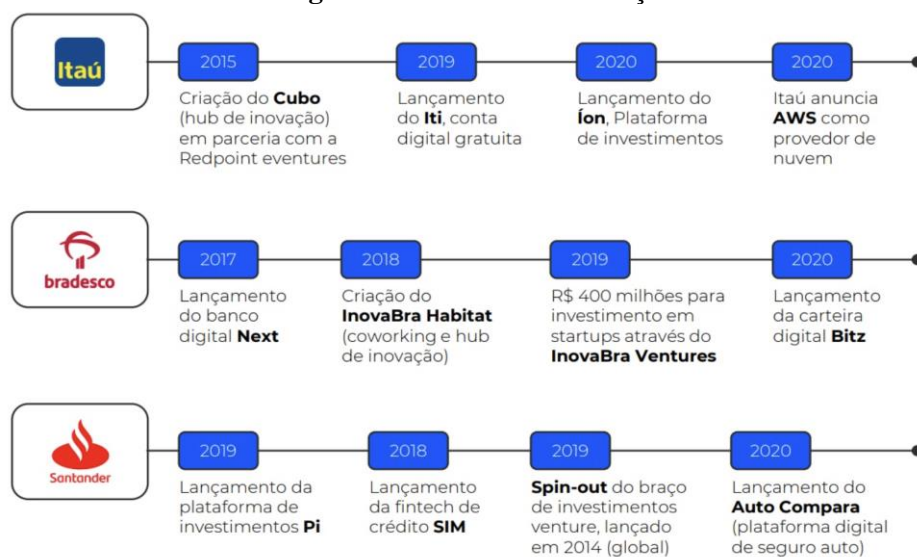 Itaú
2015
2019
2020
2020
Criação do Cubo
(hub de inovação)
em parceria com a
Redpoint eventures
Lançamento
do Iti, conta
digital gratuita
Lançamento do
Íon, Plataforma
de investimentos
Itaú anuncia
AWS como
provedor de
nuvem
bradesco
2017
2018
2019
2020
Lançamento
do banco
digital Next
Criação do
InovaBra Habitat
(coworking e hub
de inovação)
R$ 400 milhões para
investimento em
startups através do
InovaBra Ventures
Lançamento
da carteira
digital Bitz
Santander
2019
2018
2019
2020
Lançamento da
plataforma de
investimentos Pi
Lançamento
da fintech de
crédito SIM
Spin-out do braço
de investimentos
venture, lançado
em 2014 (global)
Lançamento do
Auto Compara
(plataforma digital
de seguro auto)